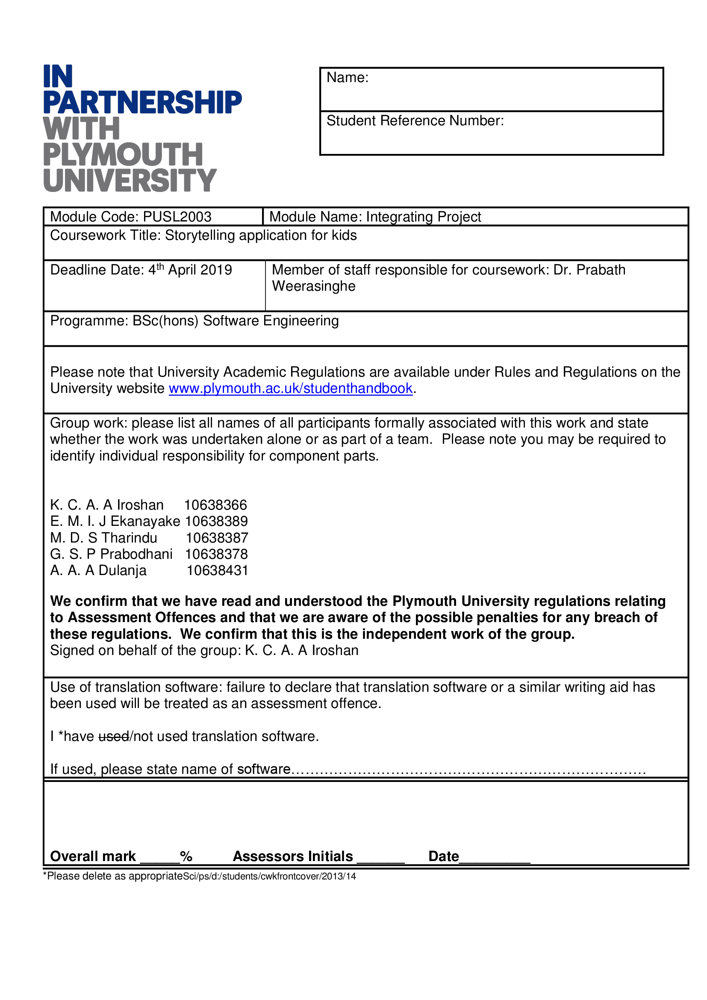 IN
PARTNERSHIP
WITH
PLYMOUTH
UNIVERSITY
Name:
Student Reference Number:
Module Code: PUSL2003 Module Name: Integrating Project
Coursework Title: Storytelling application for kids
Deadline Date: 4th April 2019
Member of staff responsible for coursework: Dr. Prabath
Weerasinghe
Programme: BSc(hons) Software Engineering
Please note that University Academic Regulations are available under Rules and Regulations on the
University website www.plymouth.ac.uk/studenthandbook.
Group work: please list all names of all participants formally associated with this work and state
whether the work was undertaken alone or as part of a team.  Please note you may be required to
identify individual responsibility for component parts.
K. C. A. A Iroshan 10638366
E. M. I. J Ekanayake 10638389
M. D. S Tharindu 10638387
G. S. P Prabodhani 10638378
A. A. A Dulanja 10638431
We confirm that we have read and understood the Plymouth University regulations relating
to Assessment Offences and that we are aware of the possible penalties for any breach of
these regulations.  We confirm that this is the independent work of the group.
Signed on behalf of the group: K. C. A. A Iroshan
Use of translation software: failure to declare that translation software or a similar writing aid has
been used will be treated as an assessment offence.
I *have used/not used translation software.
If used, please state name of software……………………………………………………………………
Overall mark _____% Assessors Initials ______ Date_________
*Please delete as appropriateSci/ps/d:/students/cwkfrontcover/2013/14